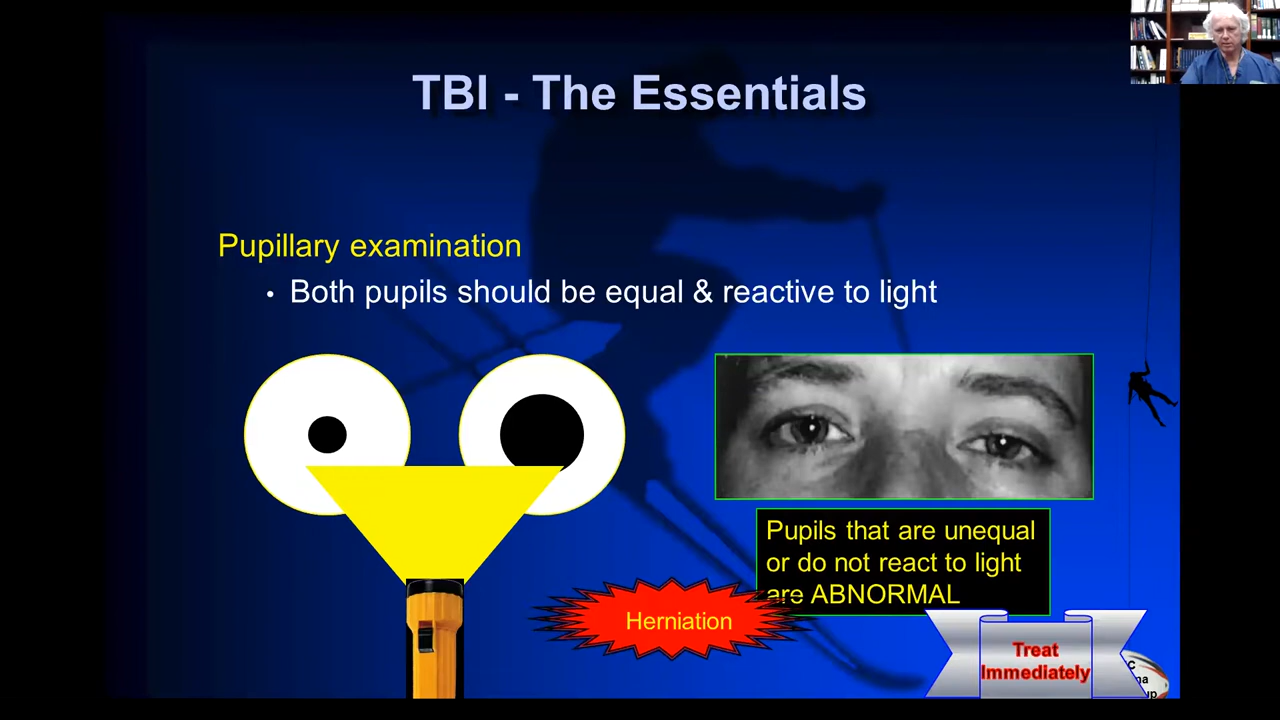 TBI - The Essentials
Pupillary examination
• Both pupils should be equal & reactive to light
Pupils that are unequal
or do not react to light
are ABNORMAL
Herniation
Treat
Immediately